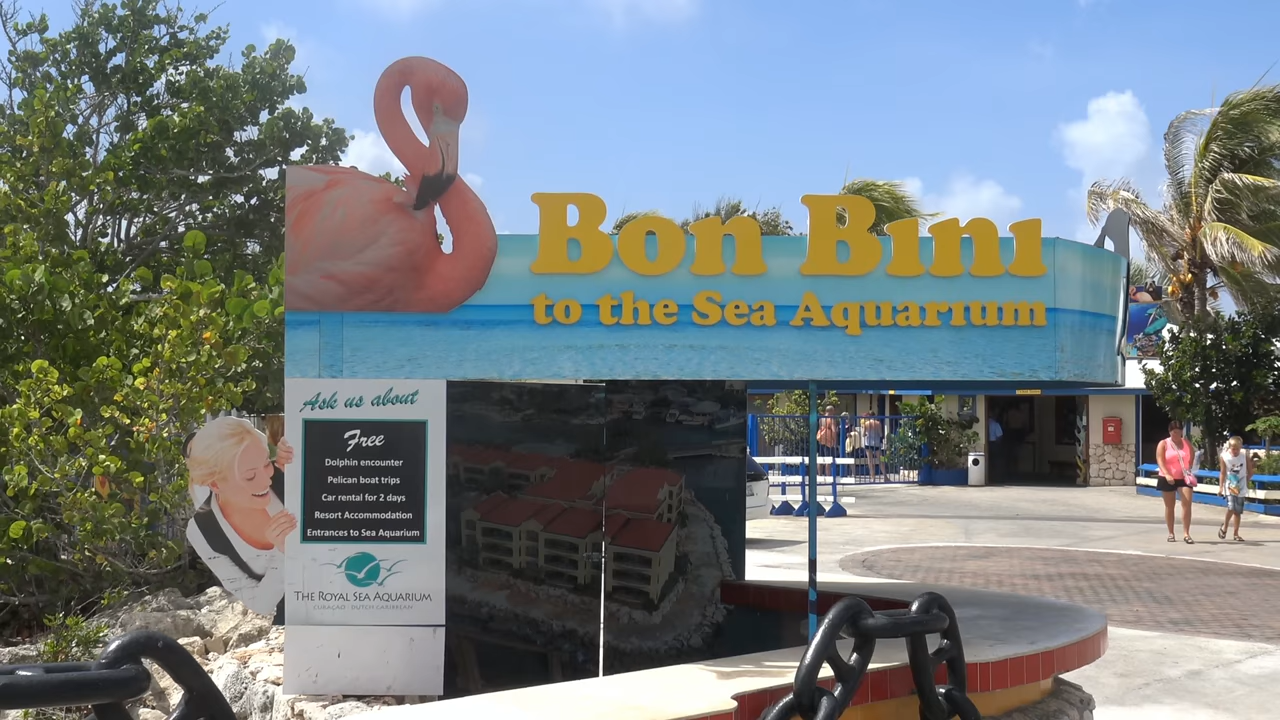 Bon Bini
to the Sea Aquarium
Ask us about
Free
Dolphin encounter
Pelican boat trips
Car rental for 2 days
Resort Accommodation
Entrances to Sea Aquarium
THE ROYAL SEA AQUARIUM
CURAÇAO - DUTCH CARIBBEAN